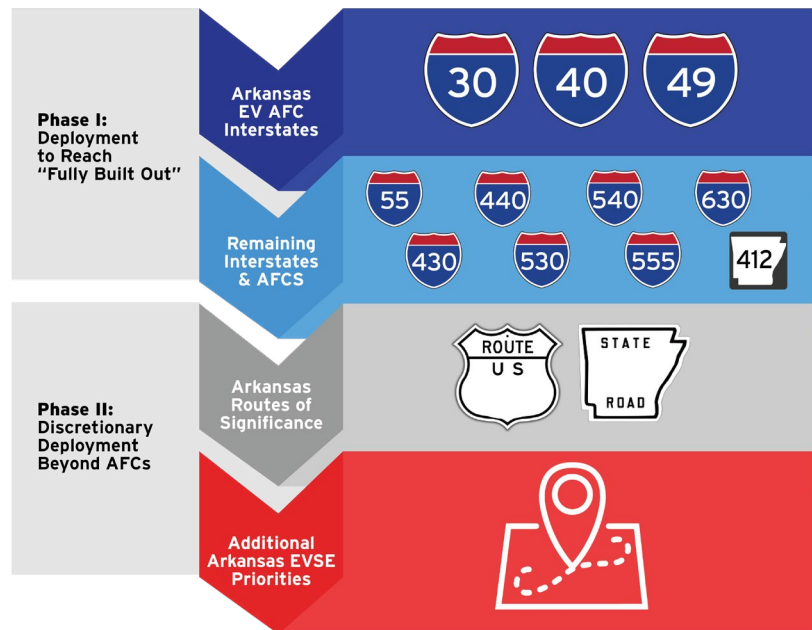 Phase I:
Deployment
to Reach
“Fully Built Out”
Arkansas
EV AFC
Interstates
30 40 49
Remaining
Interstates
& AFCS
55 440 540 630
430 530 555 412
Phase II:
Discretionary
Deployment
Beyond AFCs
Arkansas
Routes of
Significance
ROUTE
U S
STATE
ROAD
Additional
Arkansas EVSE
Priorities